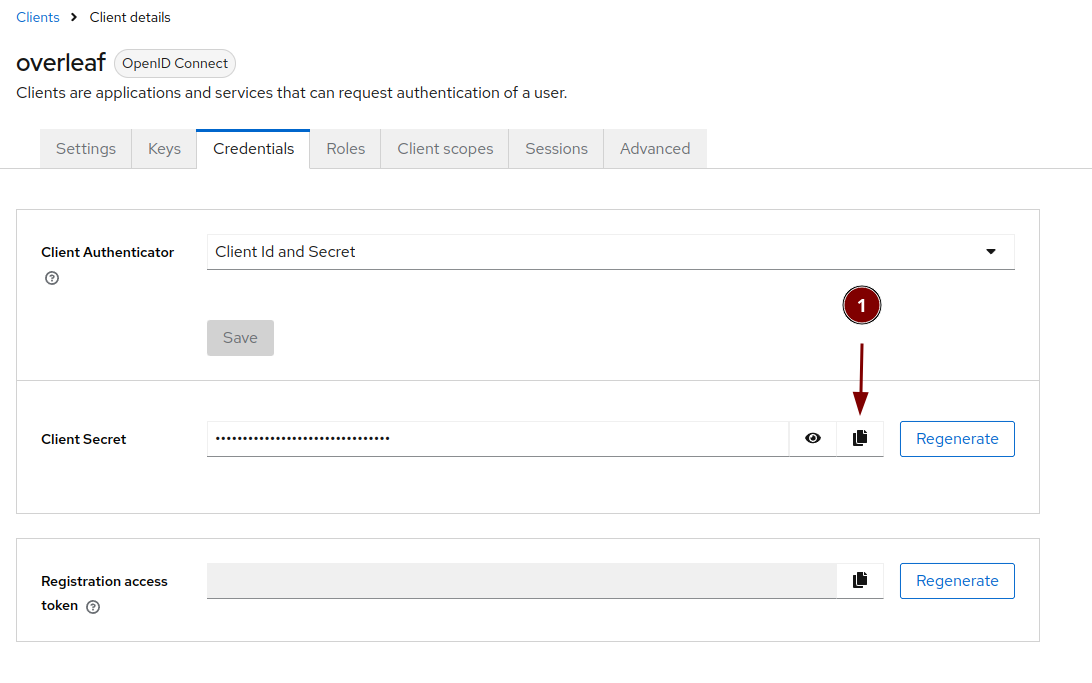 Clients > Client details
overleaf OpenID Connect
Clients are applications and services that can request authentication of a user.
Settings Keys Credentials Roles Client scopes Sessions Advanced
Client Authenticator Client Id and Secret
?
1
Save
Client Secret •••••••••••••••••••••••••••••••• Regenerate
Registration access
token ? Regenerate